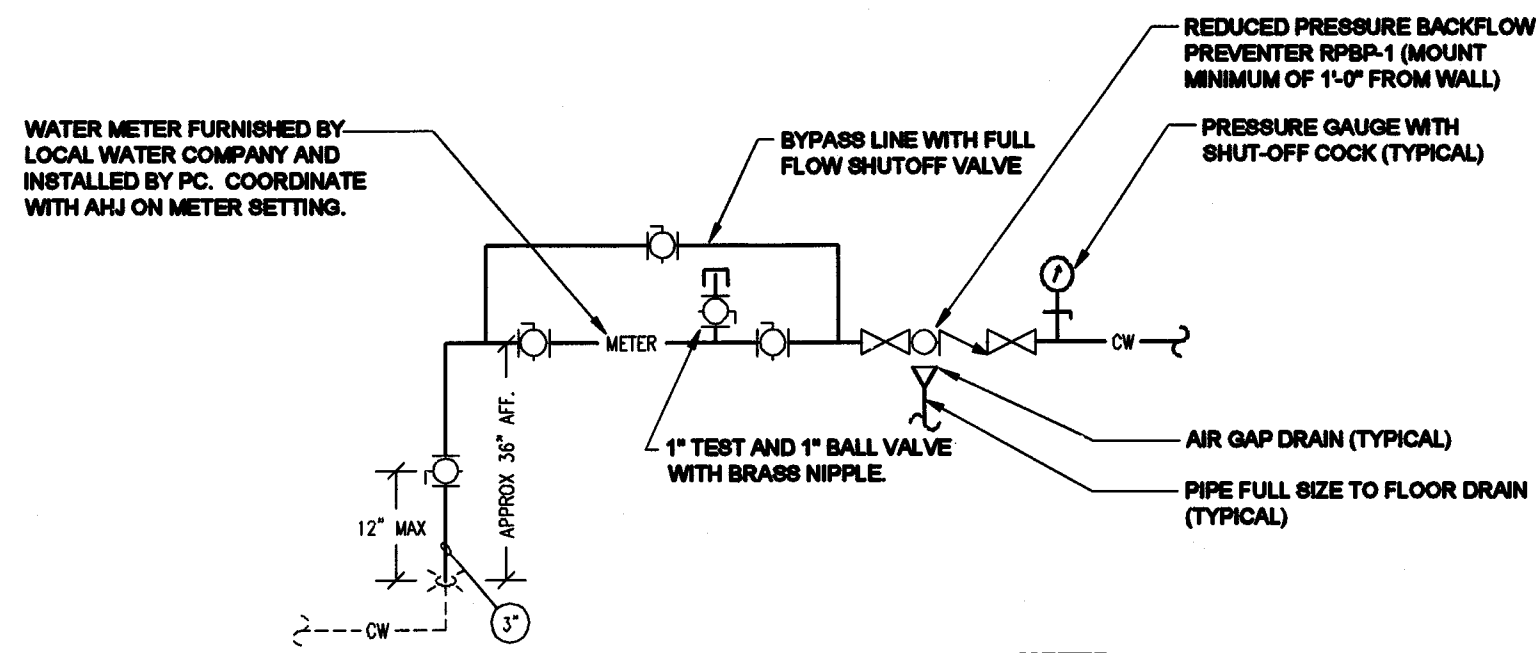 REDUCED PRESSURE BACKFLOW
PREVENTER RPBP-1 (MOUNT
MINIMUM OF 1'-0" FROM WALL)
WATER METER FURNISHED BY
LOCAL WATER COMPANY AND
INSTALLED BY PC. COORDINATE
WITH AHJ ON METER SETTING.
BYPASS LINE WITH FULL
FLOW SHUTOFF VALVE
PRESSURE GAUGE WITH
SHUT-OFF COCK (TYPICAL)
METER
CW
1" TEST AND 1" BALL VALVE
WITH BRASS NIPPLE.
APPROX 36" AFF.
12" MAX
AIR GAP DRAIN (TYPICAL)
PIPE FULL SIZE TO FLOOR DRAIN
(TYPICAL)
3"
CW